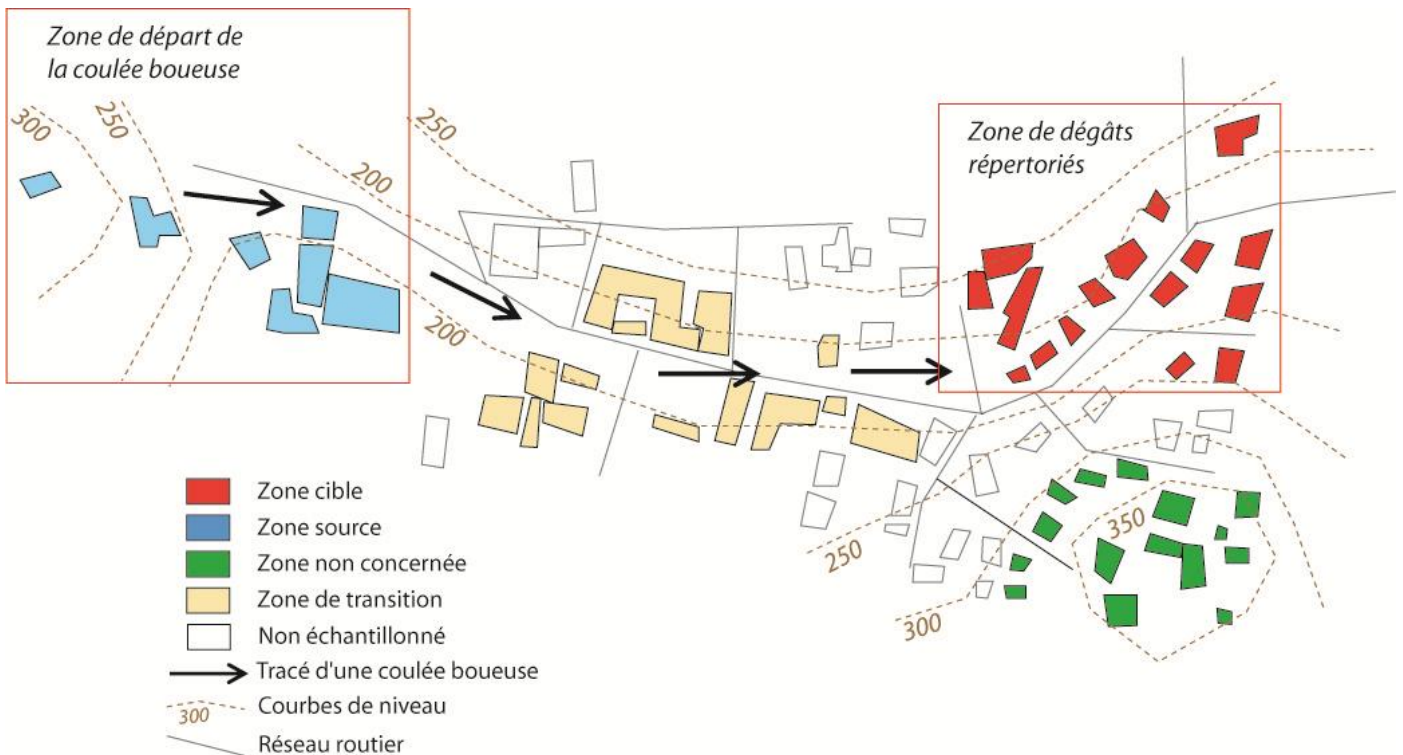 Zone de départ de
la coulée boueuse
300
250
250
200
200
Zone de dégâts
répertoriés
350
250
300
Zone cible
Zone source
Zone non concernée
Zone de transition
Non échantillonné
Tracé d'une coulée boueuse
300
Courbes de niveau
Réseau routier